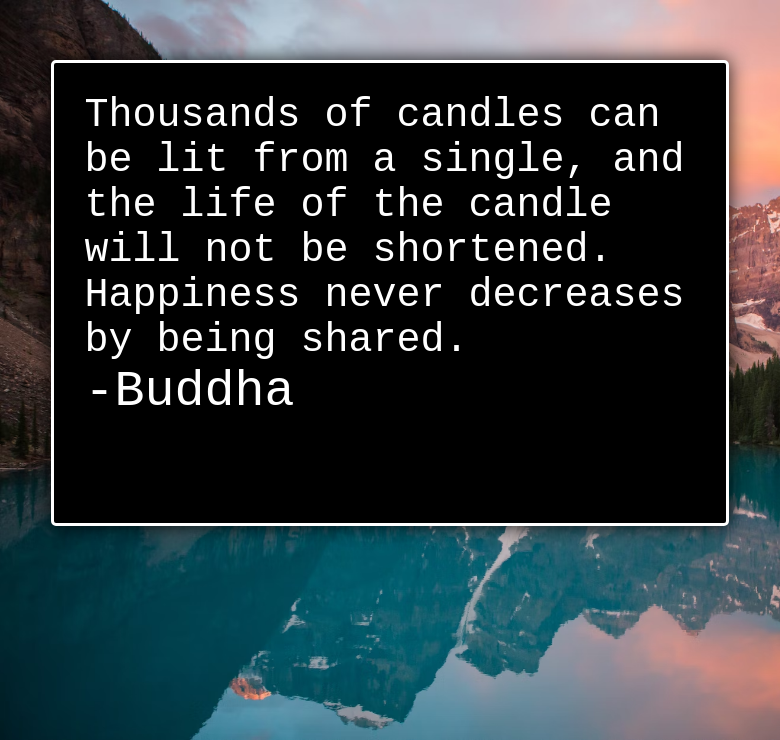 Thousands of candles can
be lit from a single, and
the life of the candle
will not be shortened.
Happiness never decreases
by being shared.
-Buddha